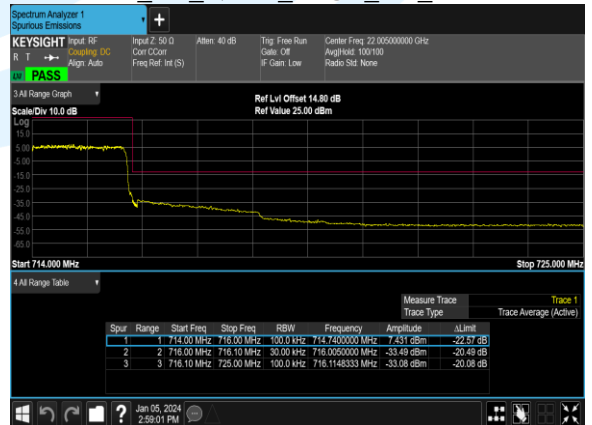 Spectrum Analyzer 1
Spurious Emissions
KEYSIGHT Input: RF Input Z: 50 Ω Atten: 40 dB Trig: Free Run Center Freq: 22.005000000 GHz
R T Coupling: DC Corr CCorr Gate: Off Avg|Hold: 100/100
Align: Auto Freq Ref: Int (S) IF Gain: Low Radio Std: None
LV PASS
3 All Range Graph
Ref Lvl Offset 14.80 dB
Scale/Div 10.0 dB Ref Value 25.00 dBm
Log
15.0
5.00
-5.00
-15.0
-25.0
-35.0
-45.0
-55.0
-65.0
Start 714.000 MHz Stop 725.000 MHz
4 All Range Table
Measure Trace Trace 1
Trace Type Trace Average (Active)
Spur Range Start Freq Stop Freq RBW Frequency Amplitude ΔLimit
1 1 714.00 MHz 716.00 MHz 100.0 kHz 714.7400000 MHz 7.431 dBm -22.57 dB
2 2 716.00 MHz 716.10 MHz 30.00 kHz 716.0050000 MHz -33.49 dBm -20.49 dB
3 3 716.10 MHz 725.00 MHz 100.0 kHz 716.1148333 MHz -33.08 dBm -20.08 dB
? Jan 05, 2024
2:59:01 PM